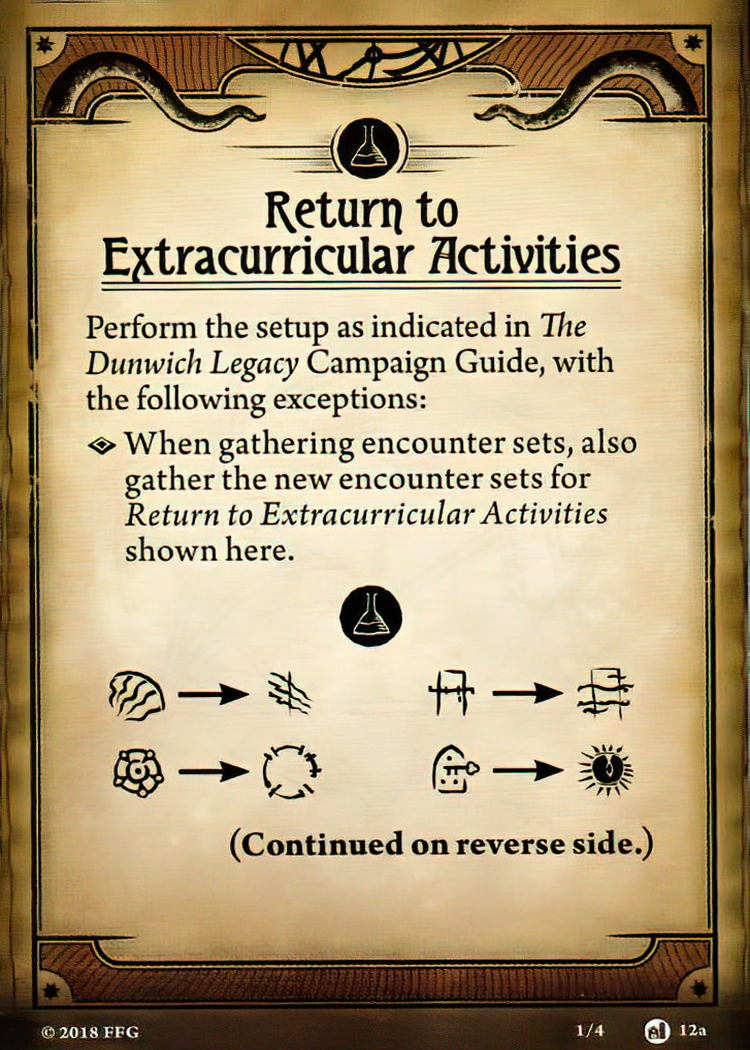 Return to
Extracurricular Activities
Perform the setup as indicated in The
Dunwich Legacy Campaign Guide, with
the following exceptions:
When gathering encounter sets, also
gather the new encounter sets for
Return to Extracurricular Activities
shown here.
(Continued on reverse side.)
© 2018 FFG
1/4
12a